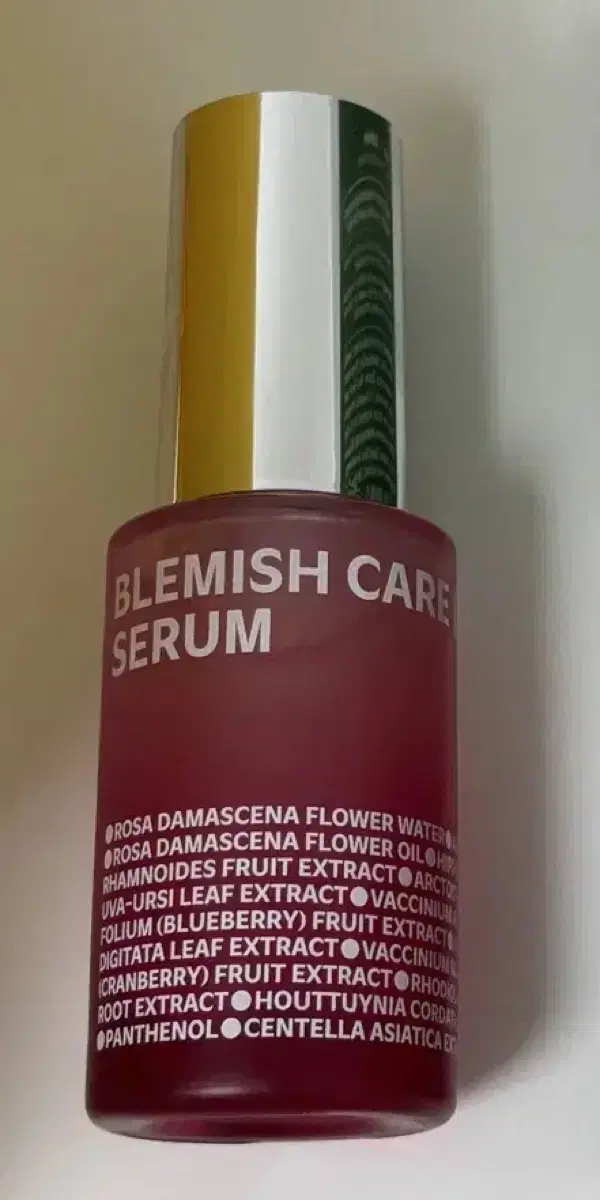 BLEMISH CARE
SERUM
●ROSA DAMASCENA FLOWER WATER●
●ROSA DAMASCENA FLOWER OIL●
RHAMNOIDES FRUIT EXTRACT●
UVA-URSI LEAF EXTRACT●VACCINIUM
FOLIUM (BLUEBERRY) FRUIT EXTRACT●
DIGITATA LEAF EXTRACT●VACCINIUM
(CRANBERRY) FRUIT EXTRACT●
ROOT EXTRACT●HOUTTUYNIA
●PANTHENOL●CENTELLA ASIATICA